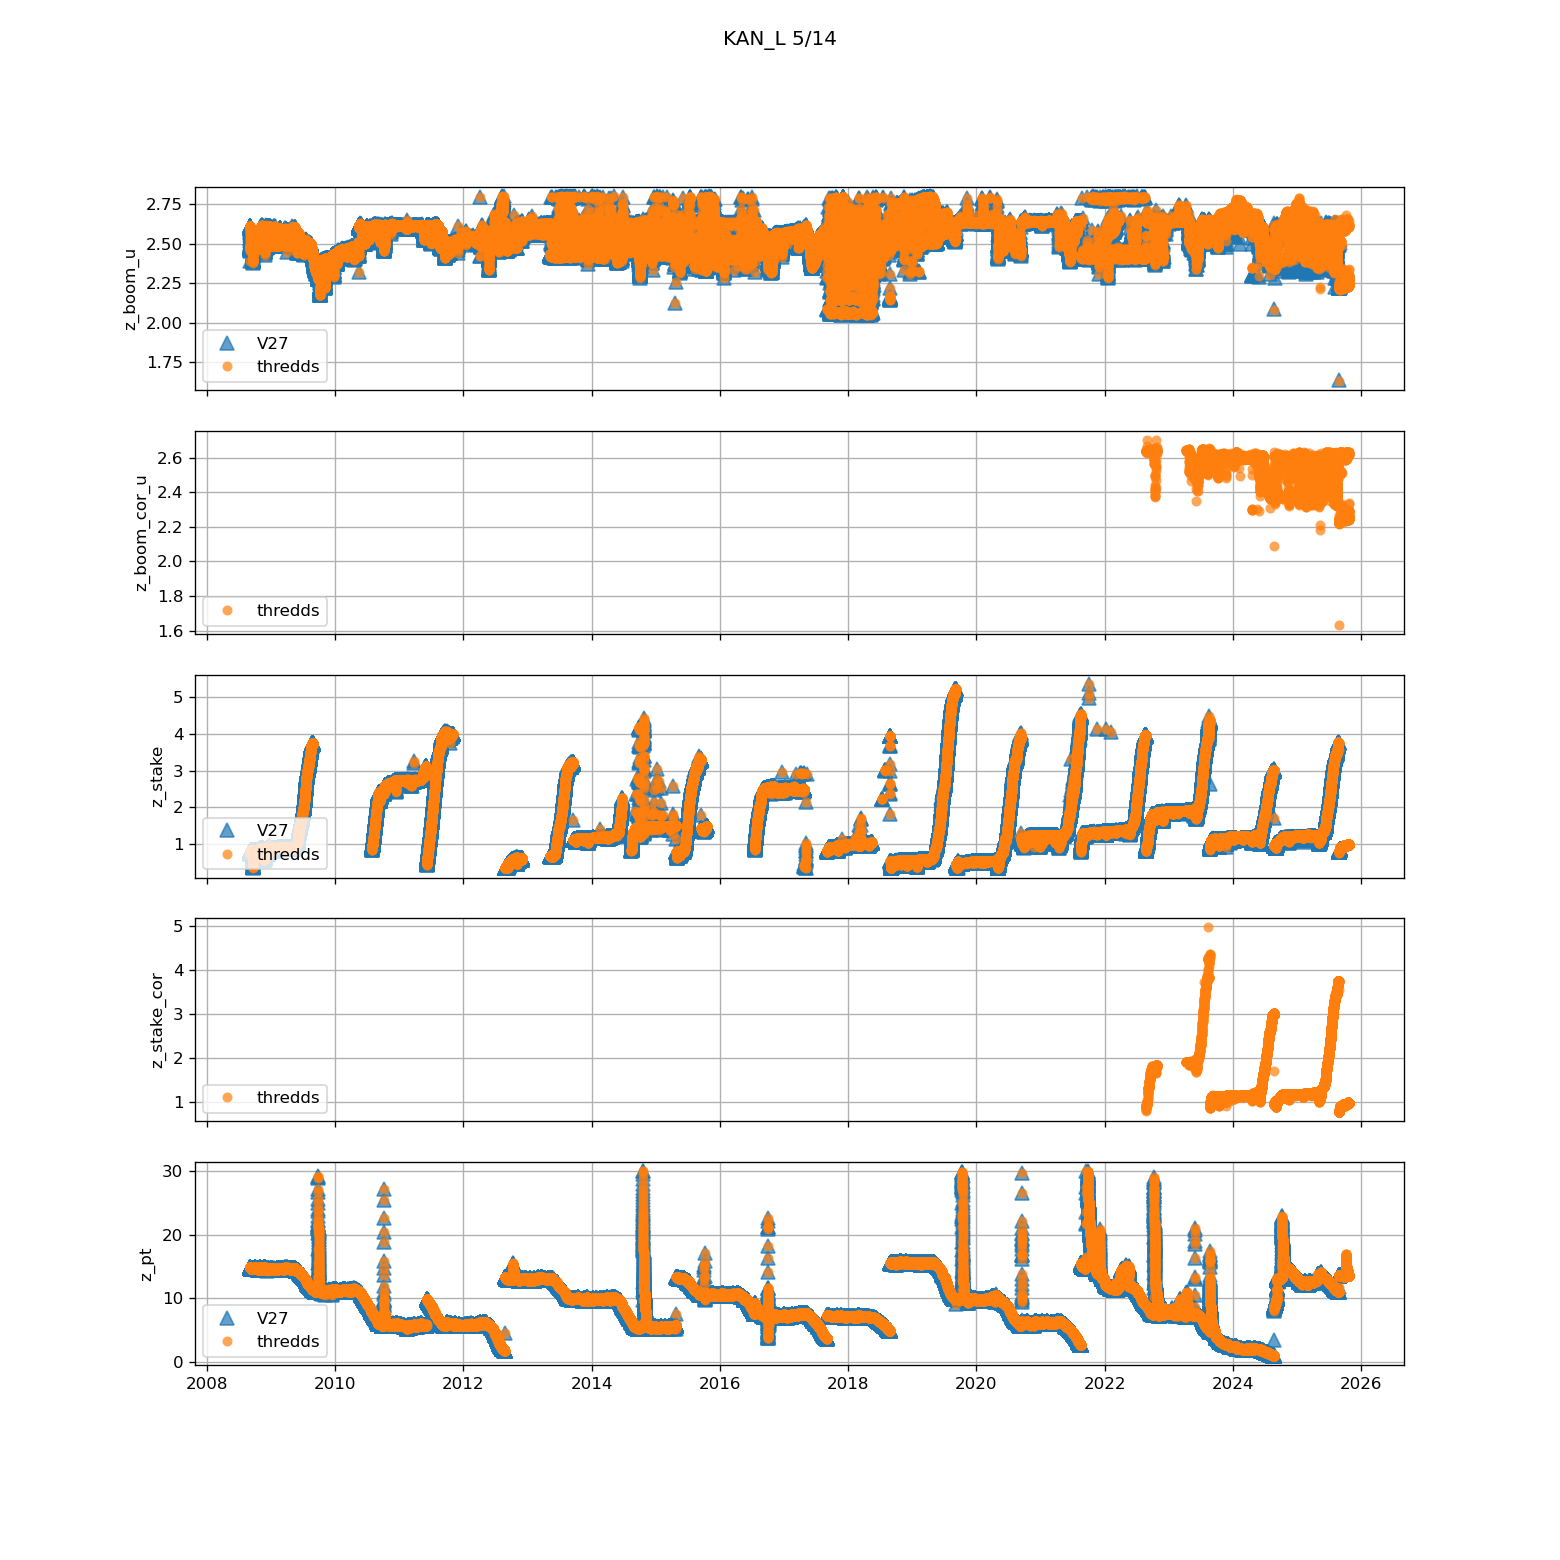 KAN_L 5/14
z_boom_u
2.75
2.50
2.25
2.00
1.75
V27
thredds
z_boom_cor_u
2.6
2.4
2.2
2.0
1.8
1.6
thredds
z_stake
5
4
3
2
1
V27
thredds
z_stake_cor
5
4
3
2
1
thredds
z_pt
30
20
10
0
V27
thredds
2008 2010 2012 2014 2016 2018 2020 2022 2024 2026